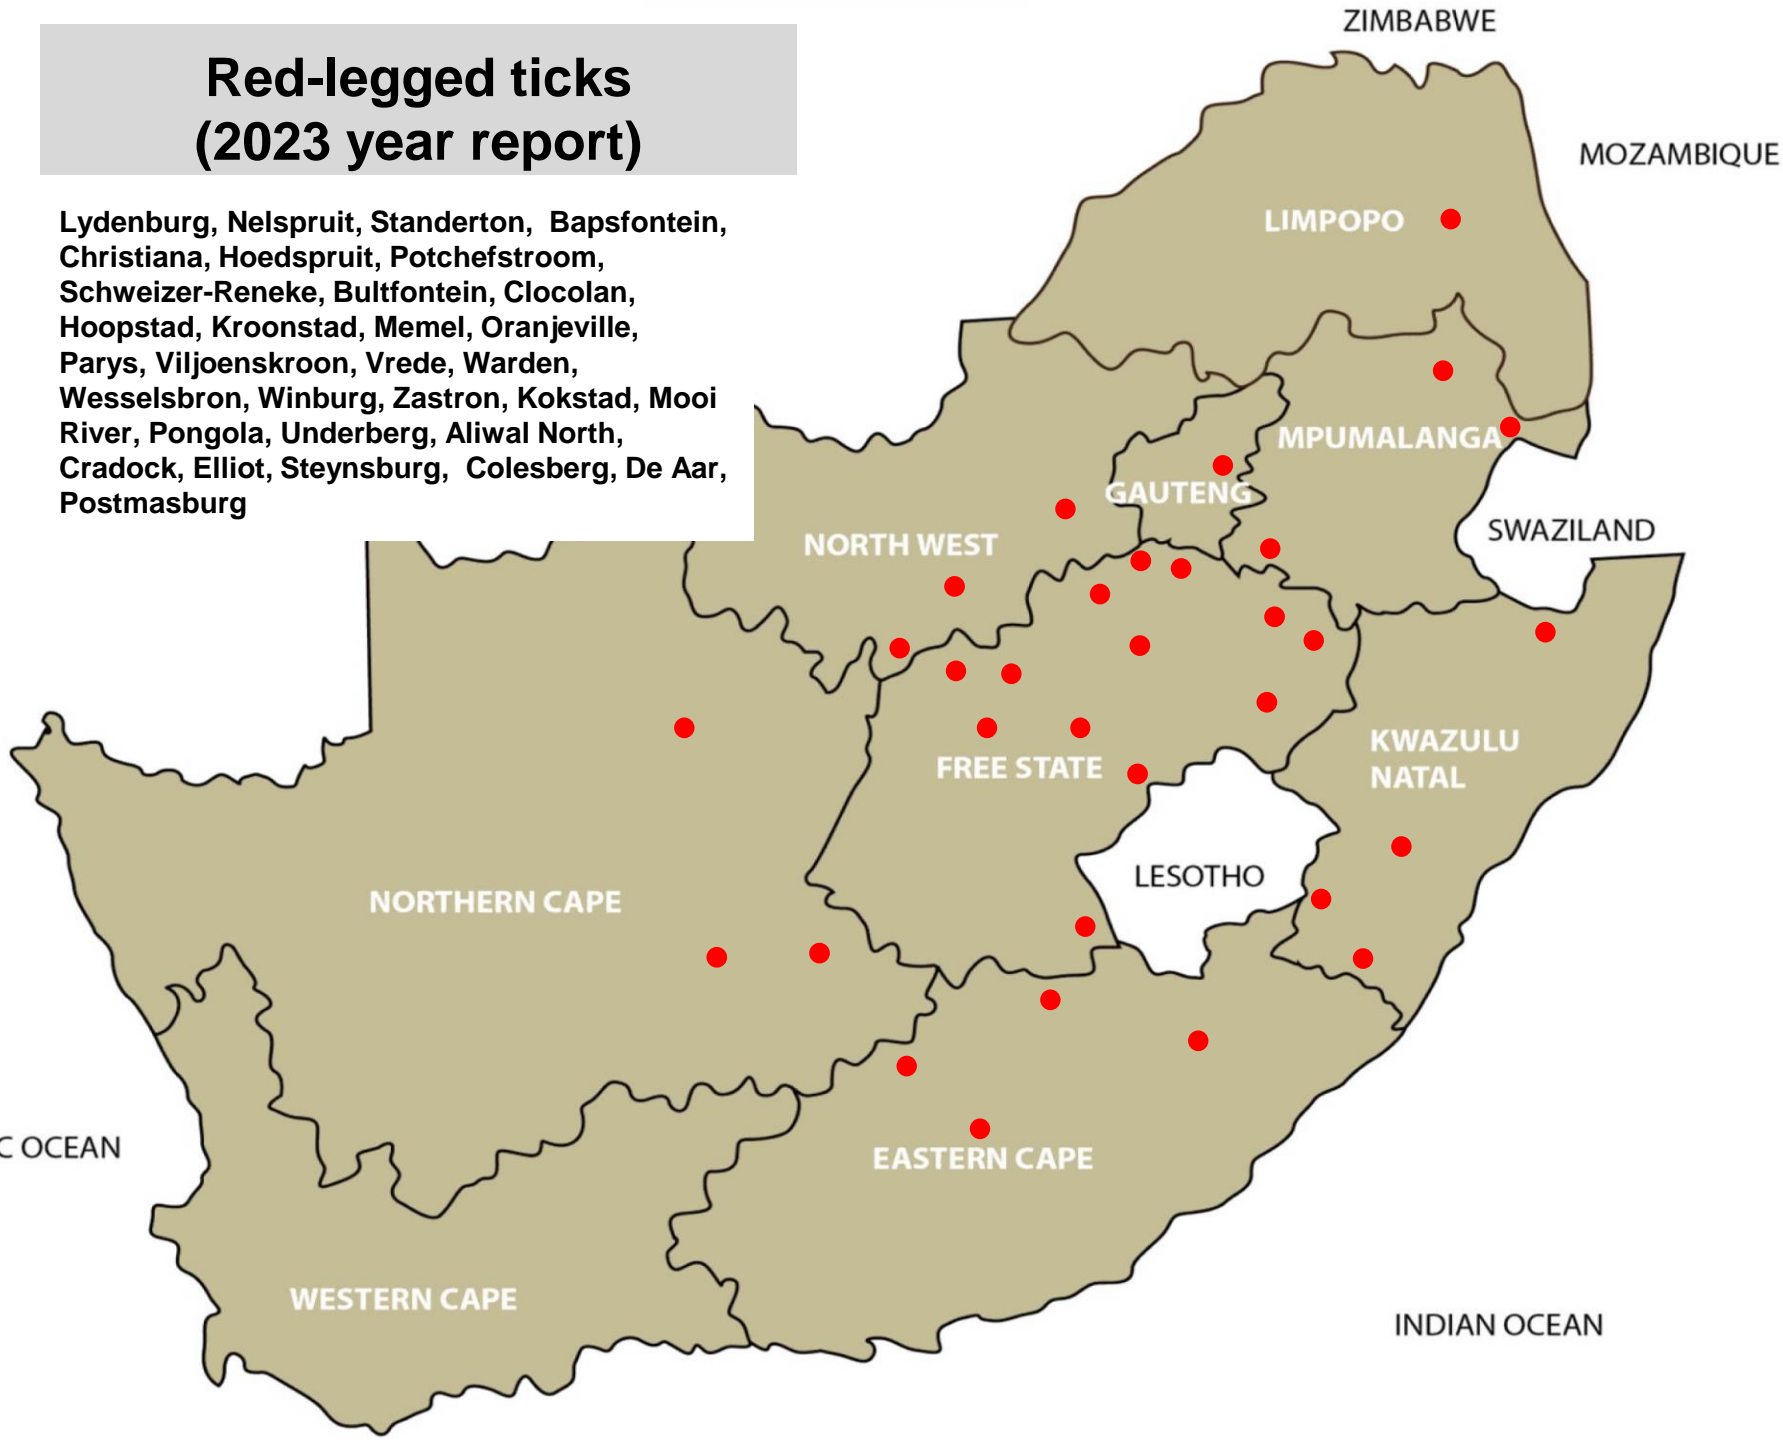 Red-legged ticks
(2023 year report)
Lydenburg, Nelspruit, Standerton, Bapsfontein,
Christiana, Hoedspruit, Potchefstroom,
Schweizer-Reneke, Bultfontein, Clocolan,
Hoopstad, Kroonstad, Memel, Oranjeville,
Parys, Viljoenskroon, Vrede, Warden,
Wesselsbron, Winburg, Zastron, Kokstad, Mooi
River, Pongola, Underberg, Aliwal North,
Cradock, Elliot, Steynsburg, Colesberg, De Aar,
Postmasburg
ZIMBABWE
MOZAMBIQUE
LIMPOPO
MPUMALANGA
GAUTENG
SWAZILAND
NORTH WEST
KWAZULU
NATAL
FREE STATE
LESOTHO
NORTHERN CAPE
C OCEAN
EASTERN CAPE
WESTERN CAPE
INDIAN OCEAN